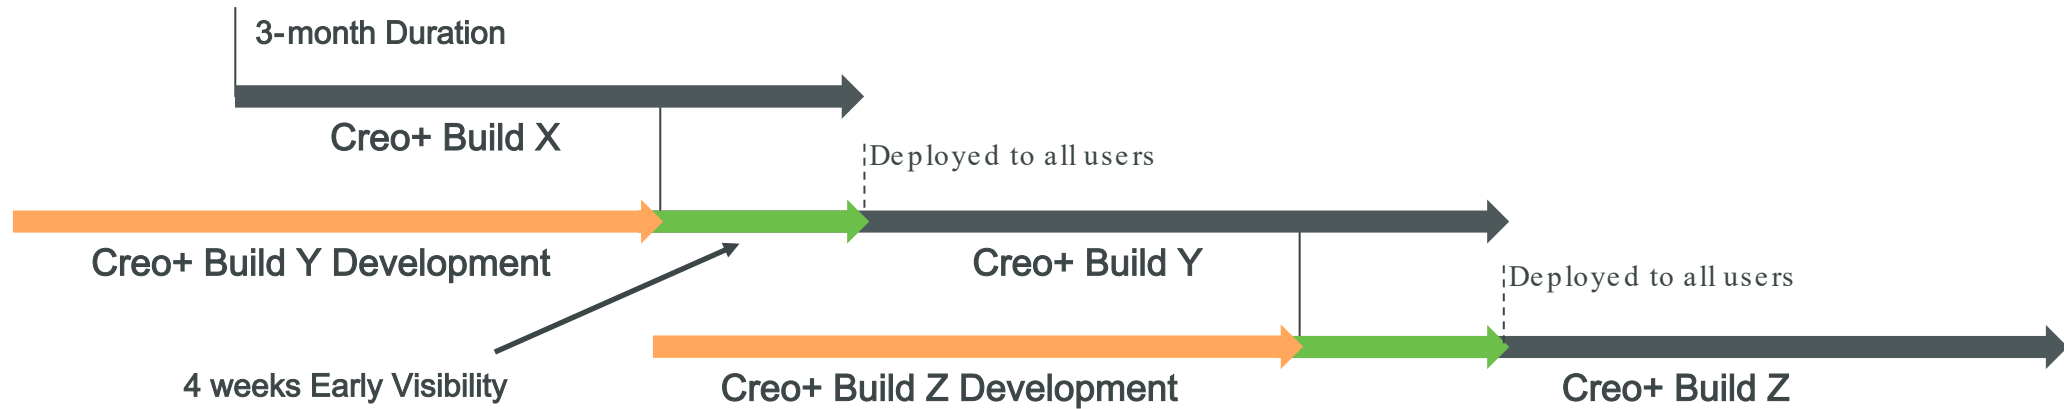 3-month Duration
Creo+ Build X
Deployed to all users
Creo+ Build Y Development
Creo+ Build Y
Deployed to all users
4 weeks Early Visibility
Creo+ Build Z Development
Creo+ Build Z